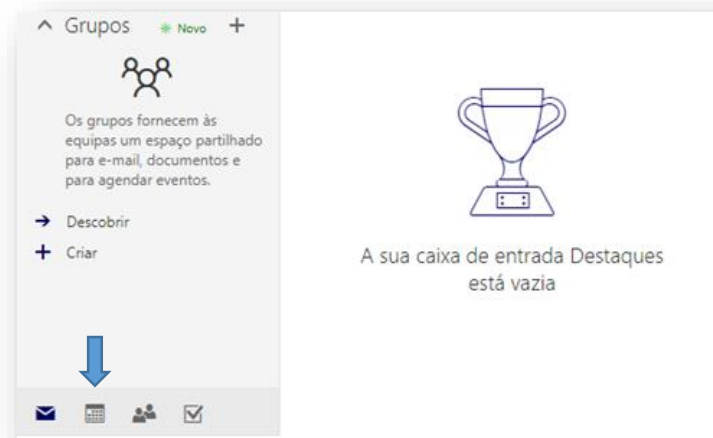 Grupos Novo
Os grupos fornecem às
equipas um espaço partilhado
para e-mail, documentos e
para agendar eventos.
Descobrir
Criar
A sua caixa de entrada Destaques
está vazia